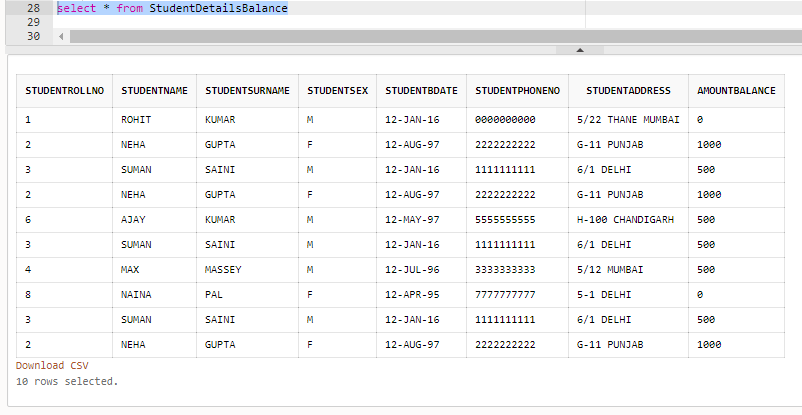 28 select * from StudentDetailsBalance
29
30
STUDENTROLLNO STUDENTNAME STUDENTSURNAME STUDENTSEX STUDENTBDATE STUDENTPHONENO STUDENTADDRESS AMOUNTBALANCE
1 ROHIT KUMAR M 12-JAN-16 0000000000 5/22 THANE MUMBAI 0
2 NEHA GUPTA F 12-AUG-97 2222222222 G-11 PUNJAB 1000
3 SUMAN SAINI M 12-JAN-16 1111111111 6/1 DELHI 500
2 NEHA GUPTA F 12-AUG-97 2222222222 G-11 PUNJAB 1000
6 AJAY KUMAR M 12-MAY-97 5555555555 H-100 CHANDIGARH 500
3 SUMAN SAINI M 12-JAN-16 1111111111 6/1 DELHI 500
4 MAX MASSEY M 12-JUL-96 3333333333 5/12 MUMBAI 500
8 NAINA PAL F 12-APR-95 7777777777 5-1 DELHI 0
3 SUMAN SAINI M 12-JAN-16 1111111111 6/1 DELHI 500
2 NEHA GUPTA F 12-AUG-97 2222222222 G-11 PUNJAB 1000
Download CSV
10 rows selected.